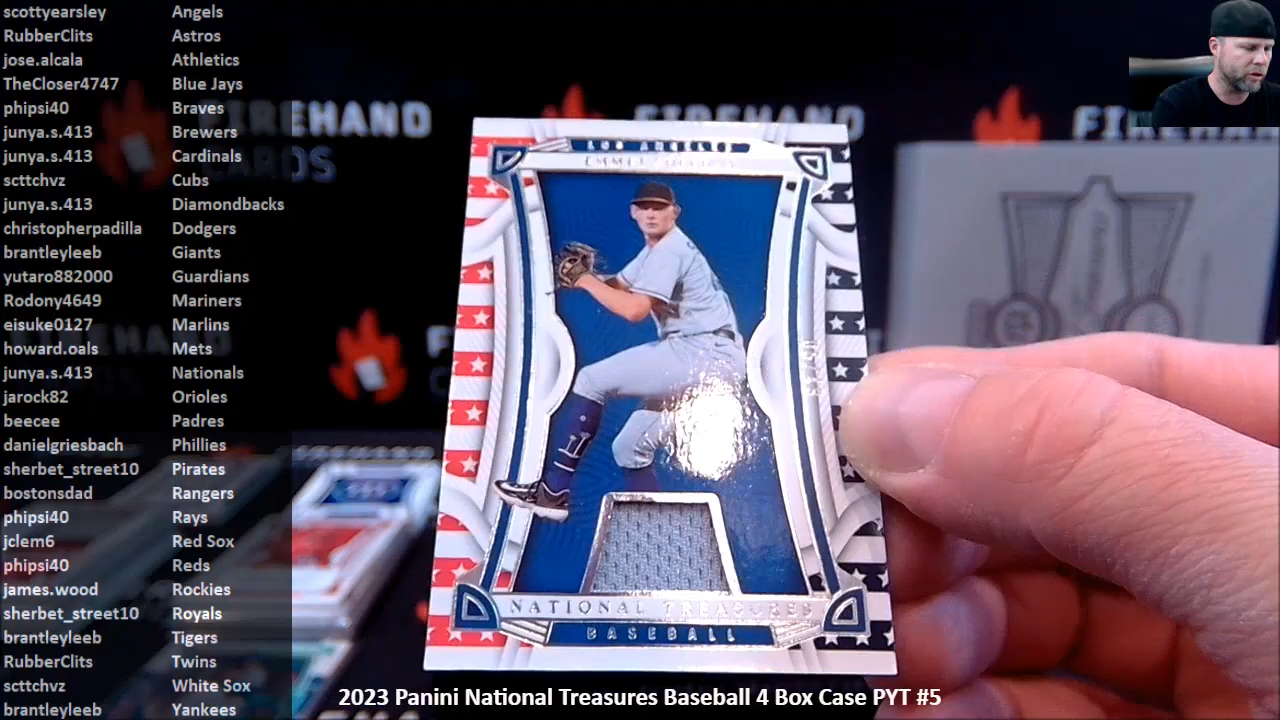 scottyearsley Angels
RubberClits Astros
jose.alcala Athletics
TheCloser4747 Blue Jays
phipsi40 Braves
junya.s.413 Brewers
junya.s.413 Cardinals
scttchvz Cubs
junya.s.413 Diamondbacks
christopherpadilla Dodgers
brantleyleeb Giants
yutaro882000 Guardians
Rodony4649 Mariners
eisuke0127 Marlins
howard.oals Mets
junya.s.413 Nationals
jarock82 Orioles
beecee Padres
danielgriesbach Phillies
sherbet_street10 Pirates
bostonsdad Rangers
phipsi40 Rays
jclem6 Red Sox
phipsi40 Reds
james.wood Rockies
sherbet_street10 Royals
brantleyleeb Tigers
RubberClits Twins
scttchvz White Sox
brantleyleeb Yankees
FIREHAND
CARDS
FIREHAND
FIREHAND
LOS ANGELES
NATIONAL TREASURES
BASEBALL
2023 Panini National Treasures Baseball 4 Box Case PYT #5